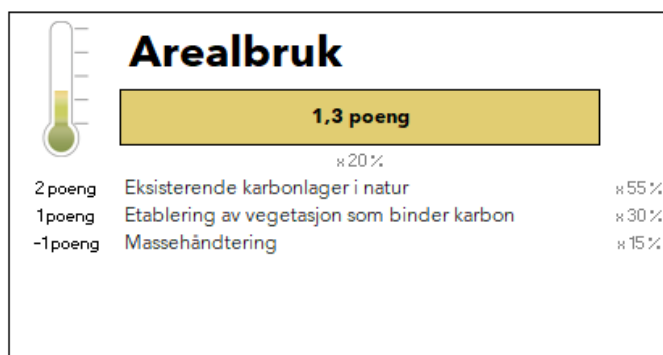 Arealbruk
1,3 poeng
x 20%
2 poeng Eksisterende karbonlager i natur x 55%
1 poeng Etablering av vegetasjon som binder karbon x 30%
-1 poeng Massehåndtering x 15%